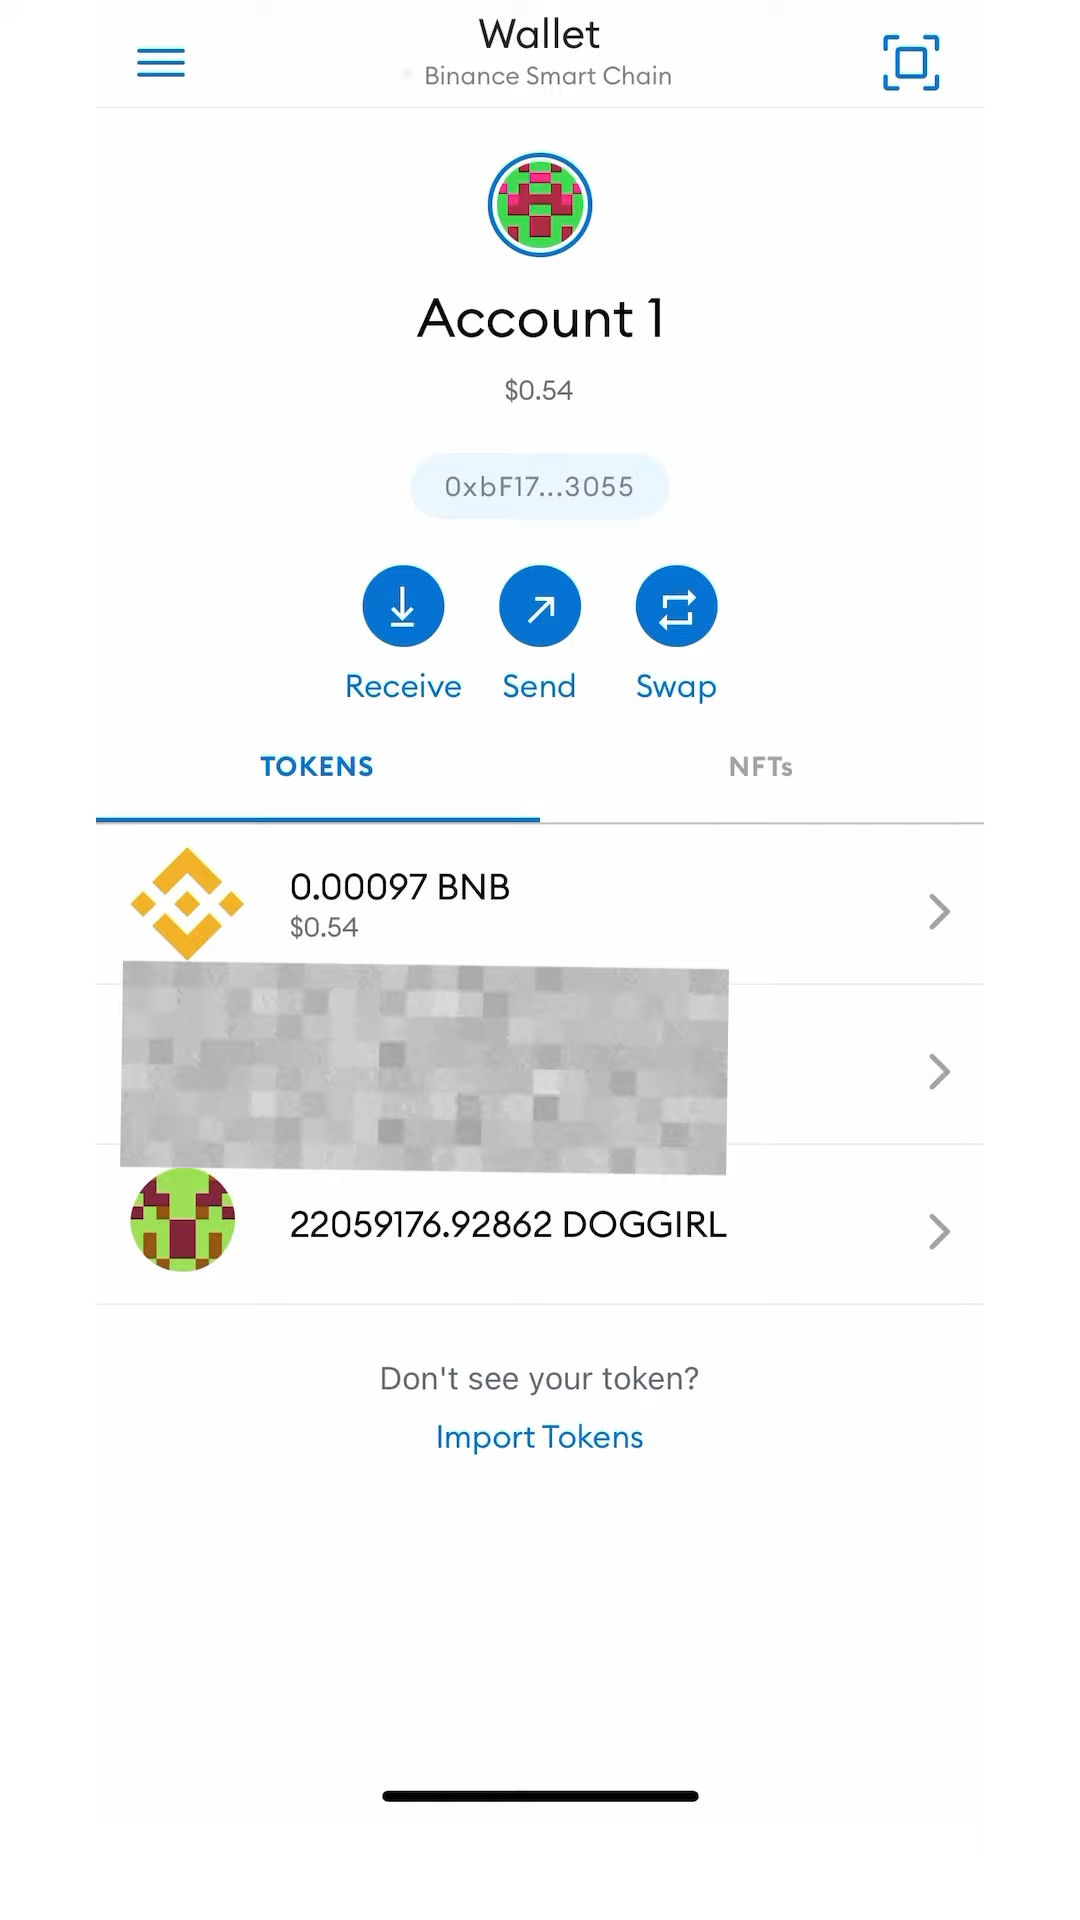 Wallet
Binance Smart Chain
Account 1
$0.54
0xbF17...3055
Receive
Send
Swap
TOKENS
NFTs
0.00097 BNB
$0.54
22059176.92862 DOGGIRL
Don't see your token?
Import Tokens